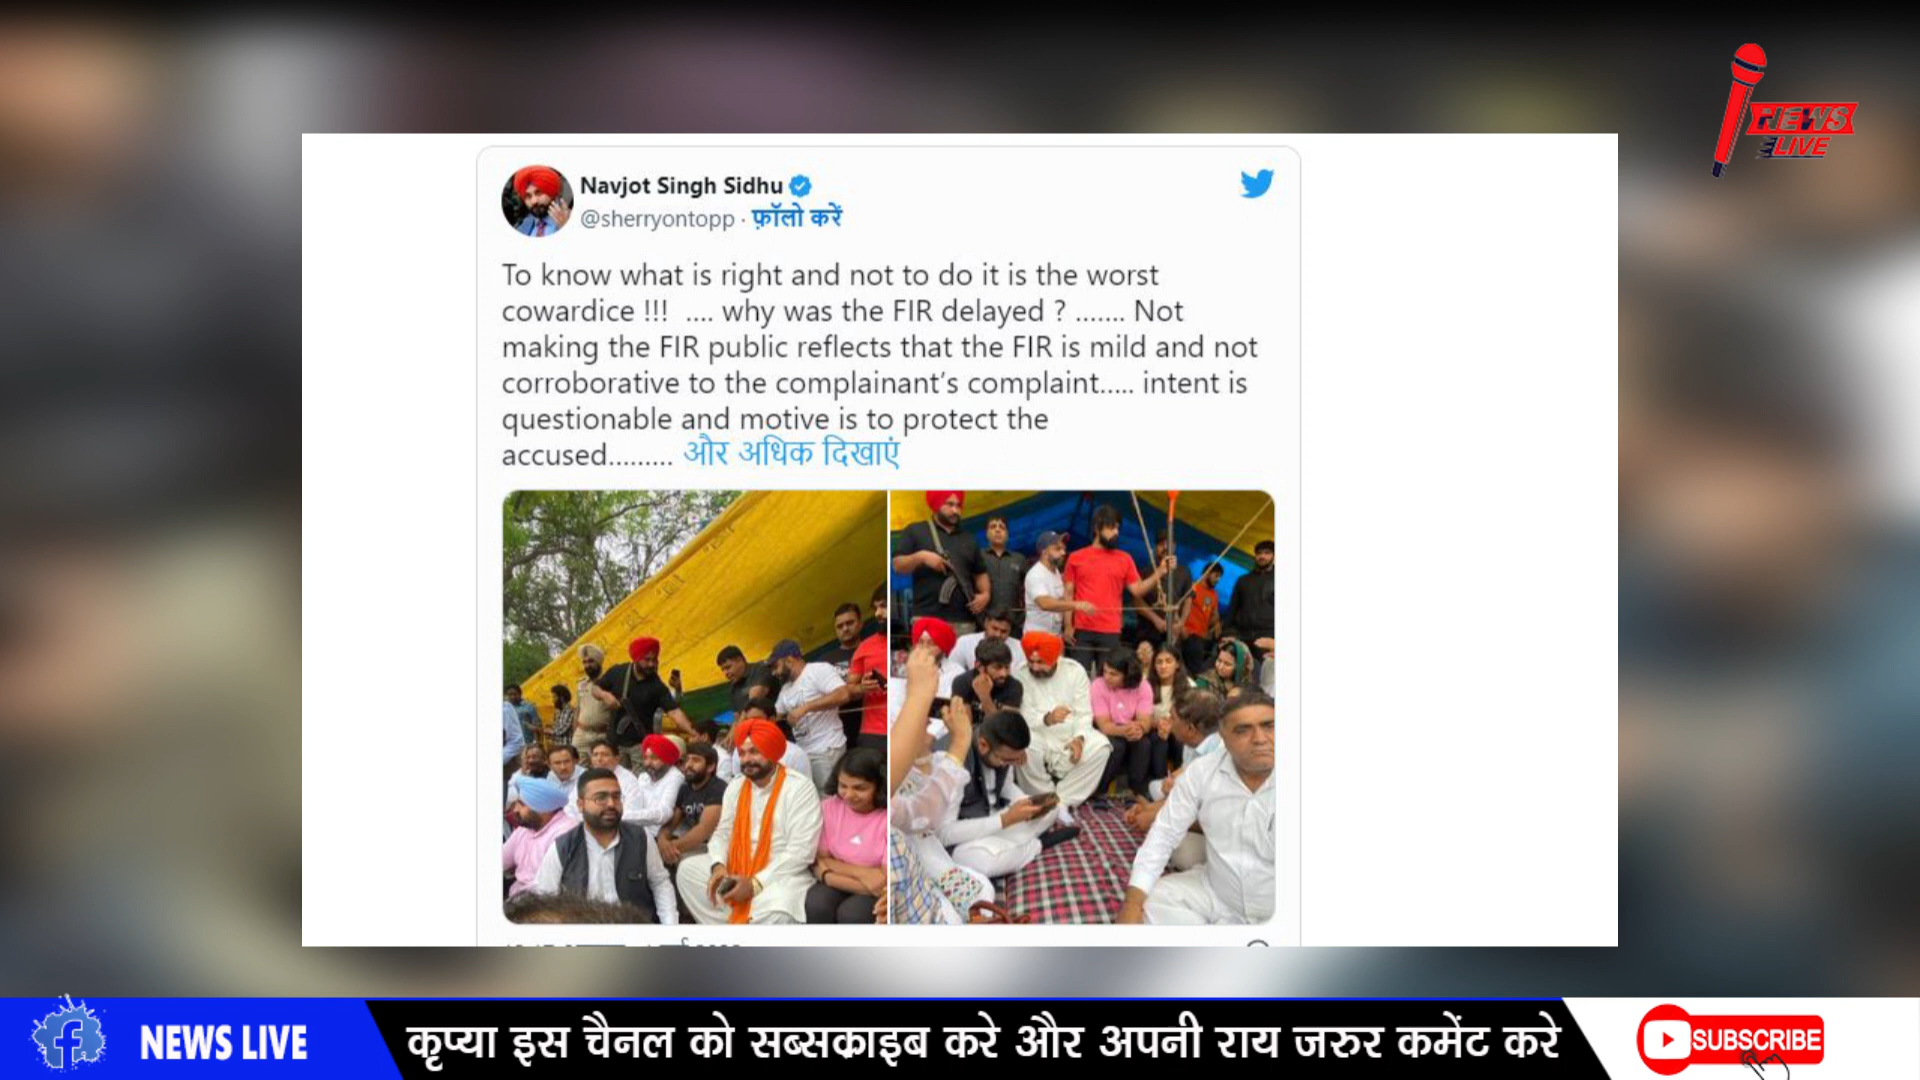 NEWS
LIVE
Navjot Singh Sidhu
@sherryontopp · फ़ॉलो करें
To know what is right and not to do it is the worst
cowardice !!! .... why was the FIR delayed ? ....... Not
making the FIR public reflects that the FIR is mild and not
corroborative to the complainant's complaint..... intent is
questionable and motive is to protect the
accused......... और अधिक दिखाएं
NEWS LIVE
कृप्या इस चैनल को सब्सक्राइब करे और अपनी राय जरुर कमेंट करे
SUBSCRIBE